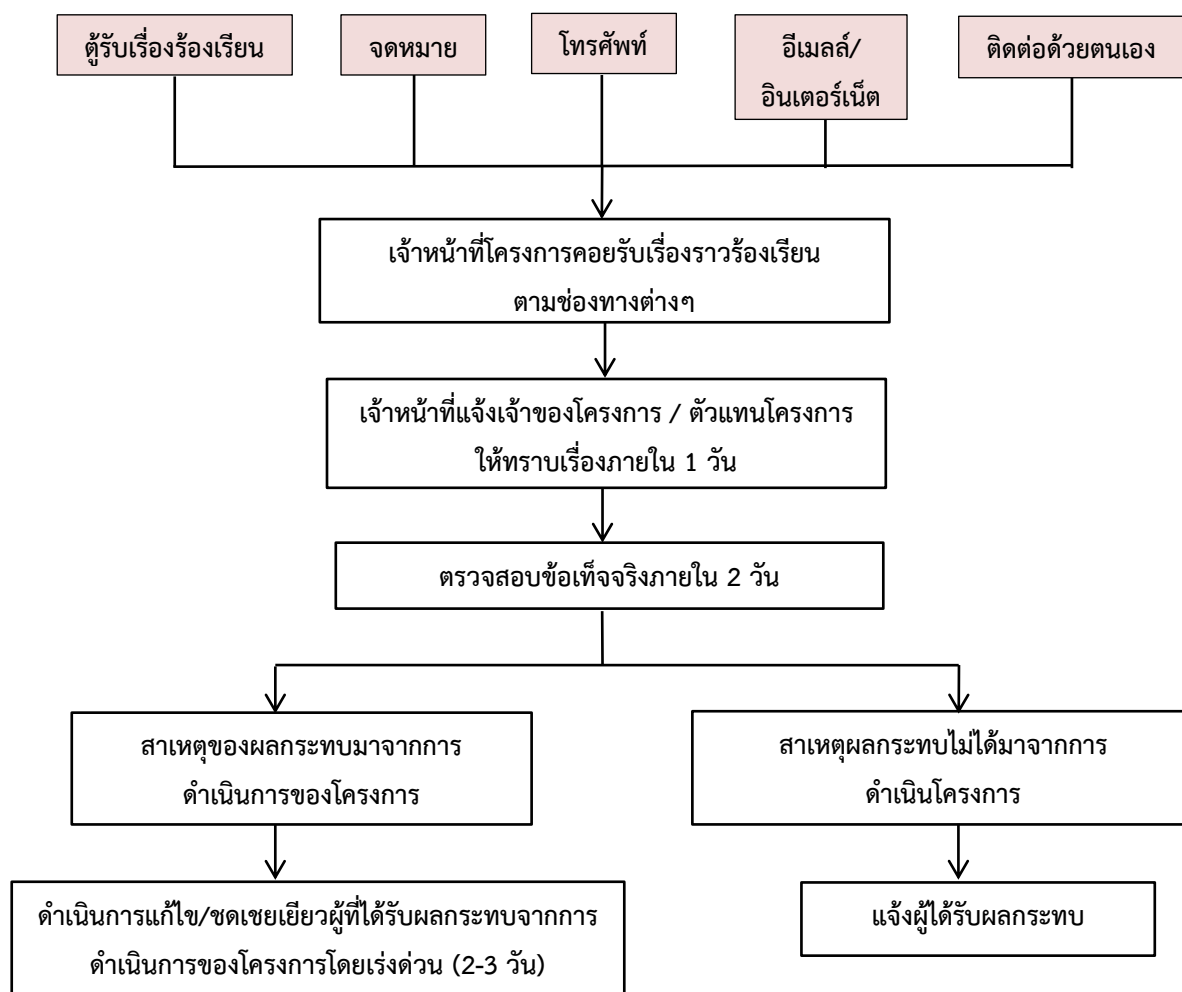 ตู้รับเรื่องร้องเรียน
จดหมาย
โทรศัพท์
อีเมลล์/
อินเตอร์เน็ต
ติดต่อด้วยตนเอง
เจ้าหน้าที่โครงการคอยรับเรื่องราวร้องเรียน
ตามช่องทางต่างๆ
เจ้าหน้าที่แจ้งเจ้าของโครงการ / ตัวแทนโครงการ
ให้ทราบเรื่องภายใน 1 วัน
ตรวจสอบข้อเท็จจริงภายใน 2 วัน
สาเหตุของผลกระทบมาจากการ
ดำเนินการของโครงการ
สาเหตุผลกระทบไม่ได้มาจากการ
ดำเนินโครงการ
ดำเนินการแก้ไข/ชดเชยเยียวผู้ที่ได้รับผลกระทบจากการ
ดำเนินการของโครงการโดยเร่งด่วน (2-3 วัน)
แจ้งผู้ได้รับผลกระทบ